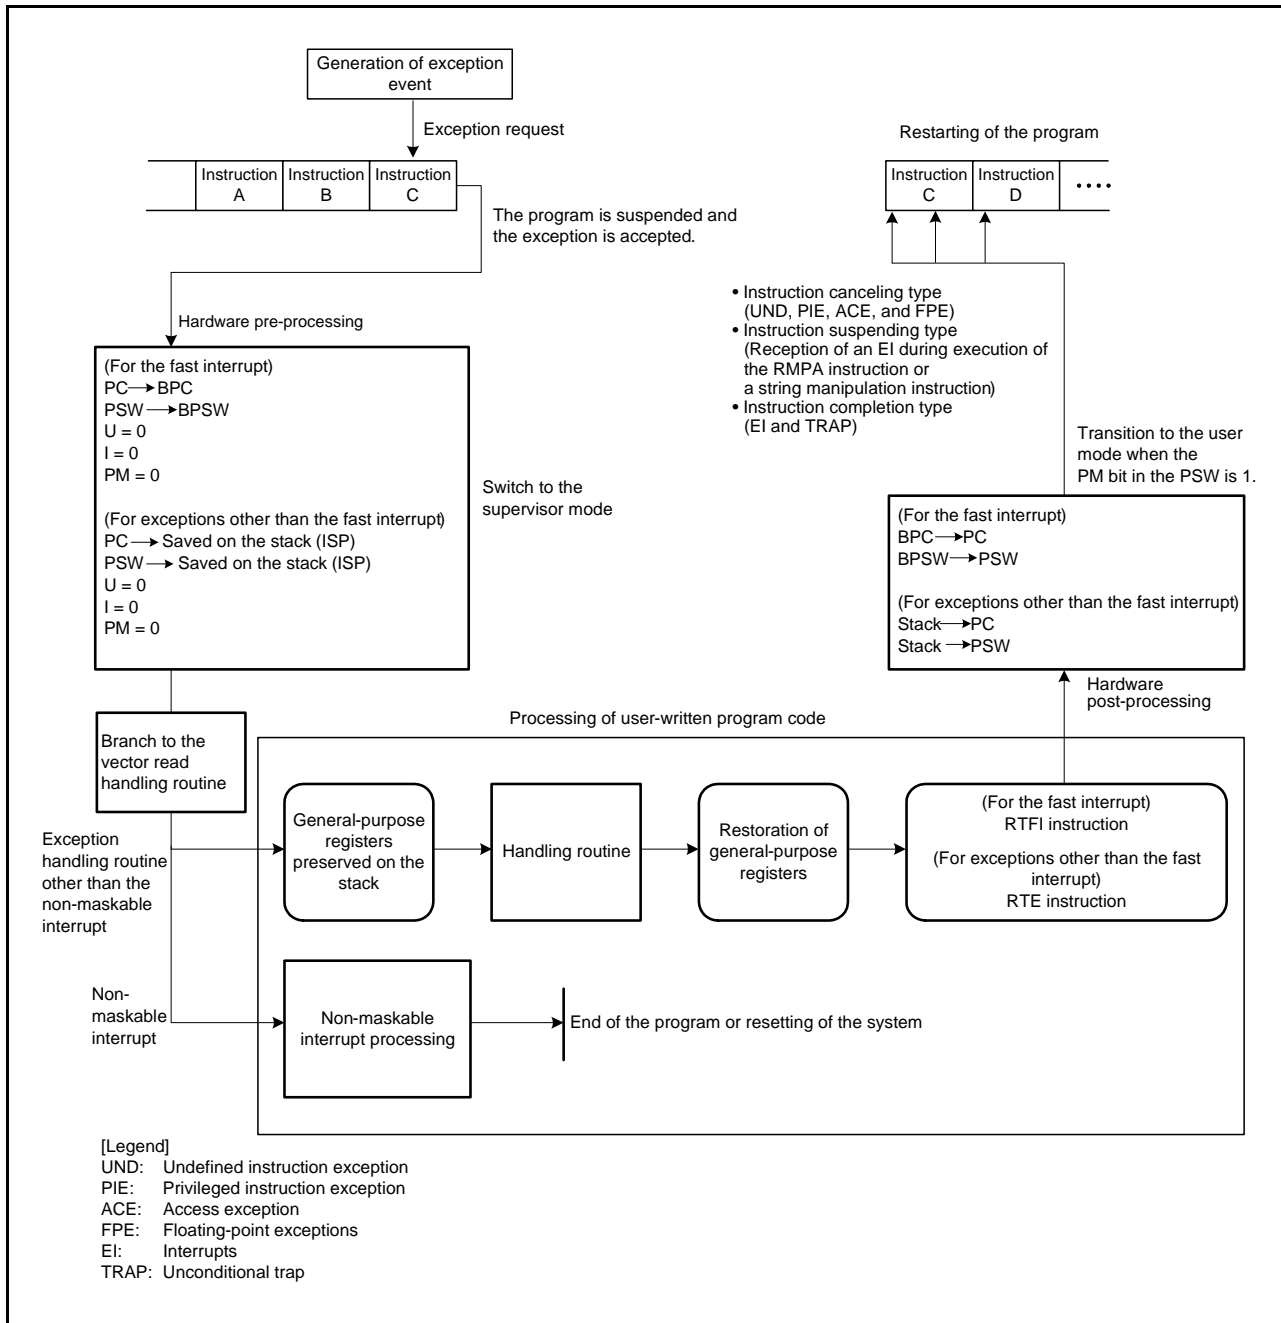 Generation of exception
event
Exception request
Instruction
A
Instruction
B
Instruction
C
The program is suspended and
the exception is accepted.
Restarting of the program
Instruction
C
Instruction
D
••••
• Instruction canceling type
(UND, PIE, ACE, and FPE)
• Instruction suspending type
(Reception of an EI during execution of
the RMPA instruction or
a string manipulation instruction)
• Instruction completion type
(EI and TRAP)
Hardware pre-processing
(For the fast interrupt)
PC → BPC
PSW → BPSW
U = 0
I = 0
PM = 0
(For exceptions other than the fast interrupt)
PC → Saved on the stack (ISP)
PSW → Saved on the stack (ISP)
U = 0
I = 0
PM = 0
Switch to the
supervisor mode
Transition to the user
mode when the
PM bit in the PSW is 1.
(For the fast interrupt)
BPC → PC
BPSW → PSW
(For exceptions other than the fast interrupt)
Stack → PC
Stack → PSW
Hardware
post-processing
Branch to the
vector read
handling routine
Processing of user-written program code
Exception
handling routine
other than the
non-maskable
interrupt
General-purpose
registers
preserved on the
stack
Handling routine
Restoration of
general-purpose
registers
(For the fast interrupt)
RTFI instruction
(For exceptions other than the fast
interrupt)
RTE instruction
Non-
maskable
interrupt
Non-maskable
interrupt processing
End of the program or resetting of the system
[Legend]
UND: Undefined instruction exception
PIE: Privileged instruction exception
ACE: Access exception
FPE: Floating-point exceptions
EI: Interrupts
TRAP: Unconditional trap